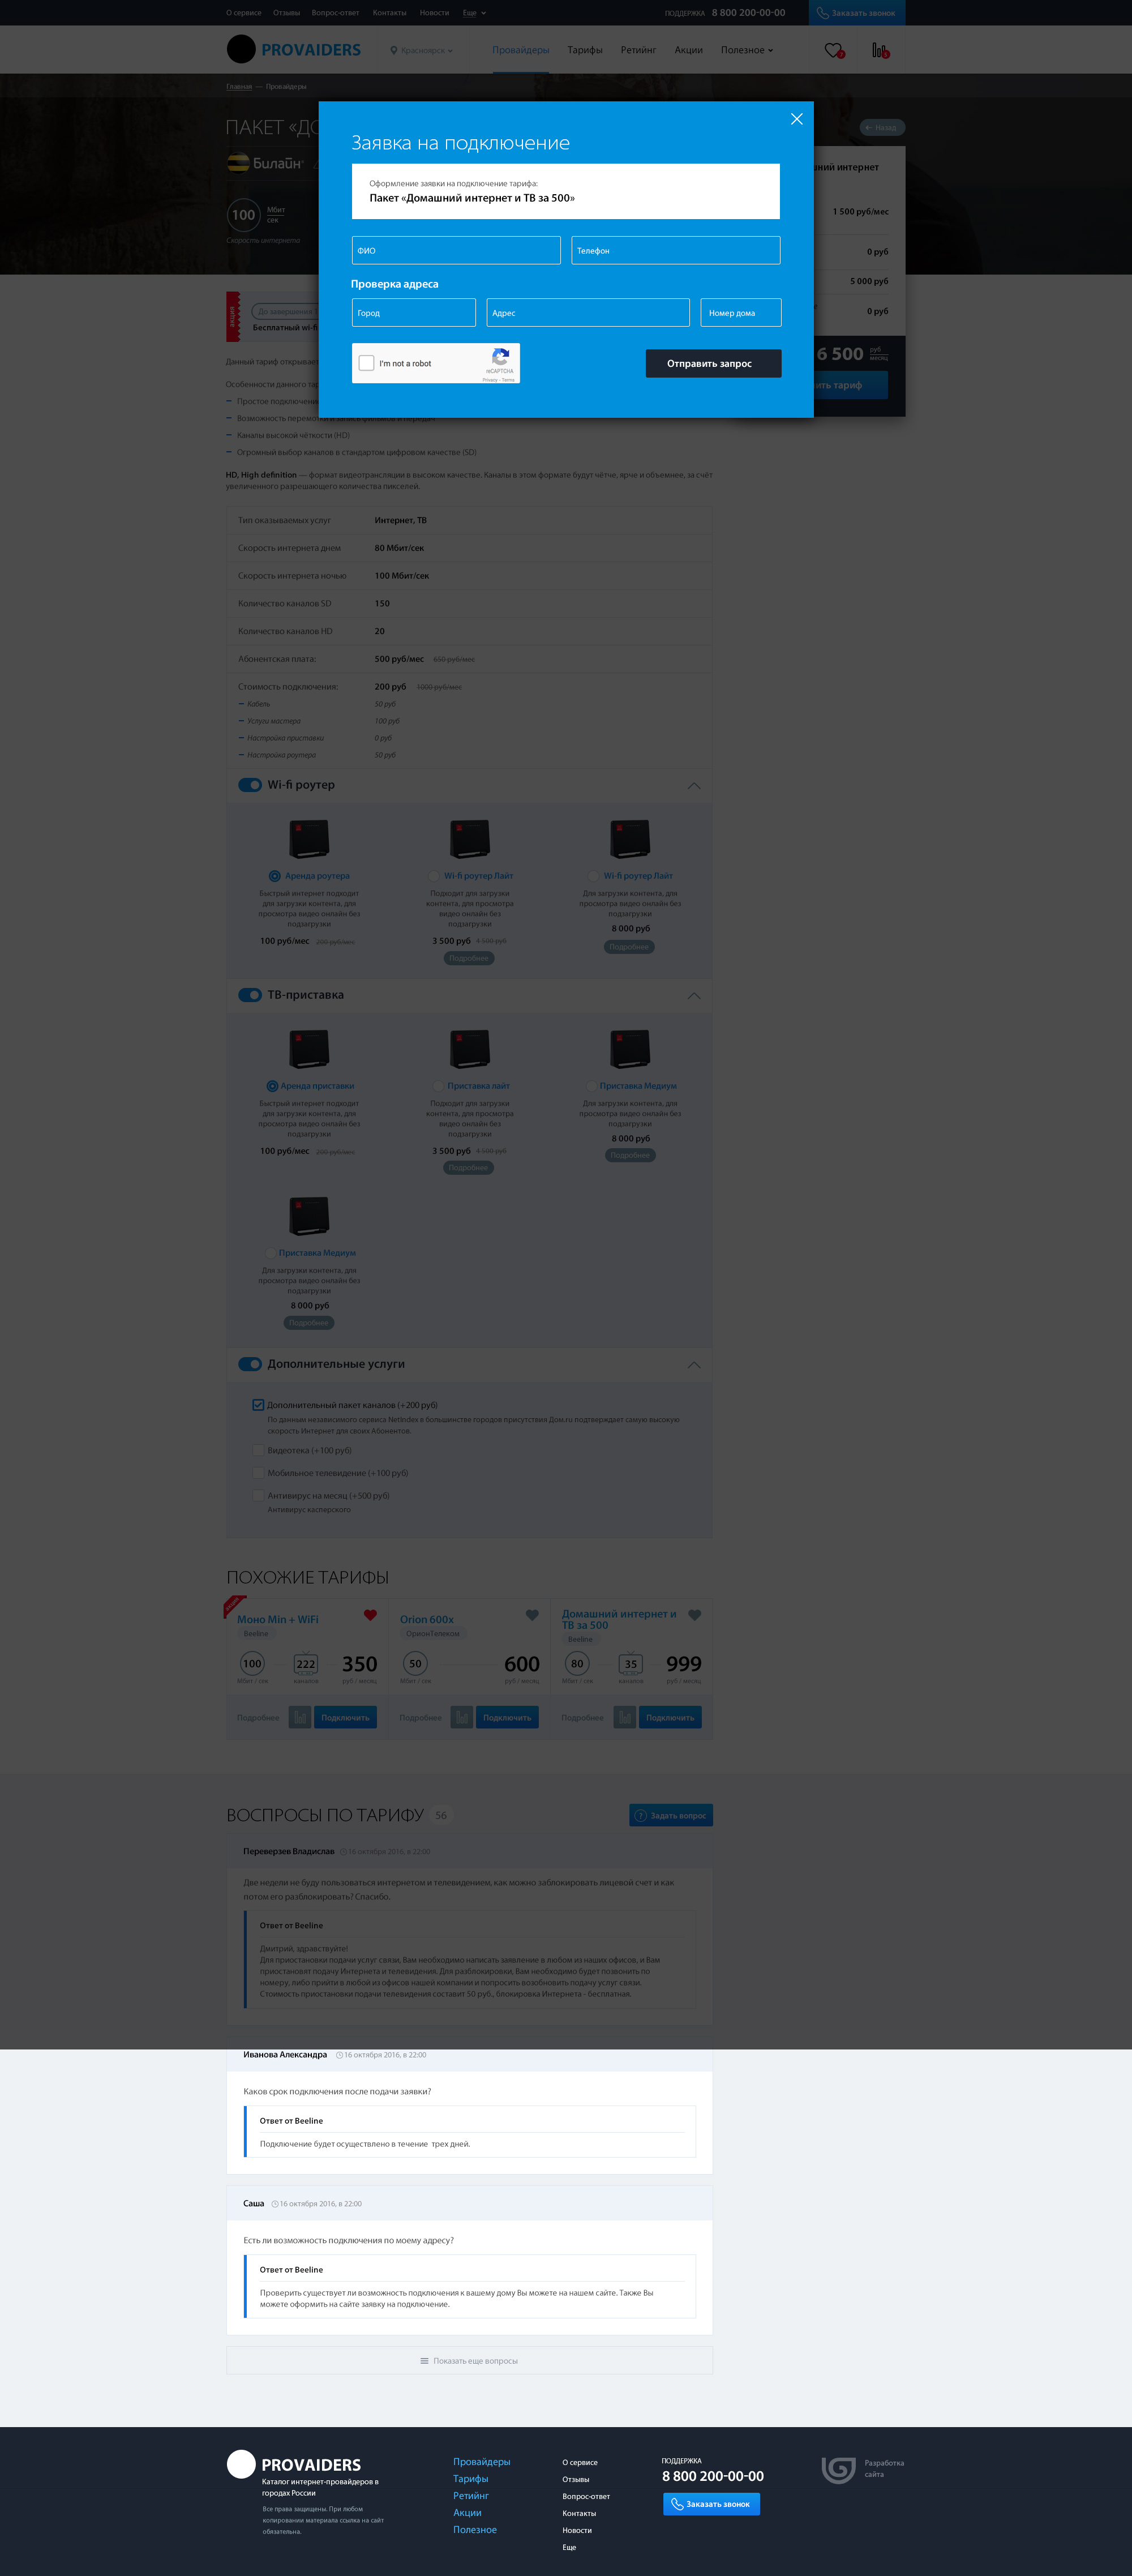 О сервисе Отзывы Вопрос-ответ Контакты Новости Еще ПОДДЕРЖКА 8 800 200-00-00 Заказать звонок
PROVAIDERS Красноярск Провайдеры Тарифы Ретийнг Акции Полезное 1
Главная — Провайдеры
ПАКЕТ «ДО
Назад
Билайн
100 Мбит
сек
Скорость интернета
Заявка на подключение
Оформление заявки на подключение тарифа:
Пакет «Домашний интернет и ТВ за 500»
ФИО Телефон
Проверка адреса
Город Адрес Номер дома
I'm not a robot
reCAPTCHA
Privacy - Terms
Отправить запрос
ний интернет
1 500 руб/мес
0 руб
5 000 руб
0 руб
6 500 руб
месяц
ить тариф
акция
До завершения
Бесплатный wi-fi
Данный тариф открывает
Особенности данного тар
Простое подключение
Каналы высокой чёткости (HD)
Огромный выбор каналов в стандартом цифровом качестве (SD)
HD, High definition — формат видеотрансляции в высоком качестве. Каналы в этом формате будут чётче, ярче и объемнее, за счёт
увеличенного разрешающего количества пикселей.
Тип оказываемых услуг Интернет, ТВ
Скорость интернета днем 80 Мбит/сек
Скорость интернета ночью 100 Мбит/сек
Количество каналов SD 150
Количество каналов HD 20
Абонентская плата: 500 руб/мес 650 руб/мес
Стоимость подключения: 200 руб 1000 руб/мес
Кабель 50 руб
Услуги мастера 100 руб
Настройка приставки 0 руб
Настройка роутера 50 руб
Wi-fi роутер
Аренда роутера
Быстрый интернет подходит
для загрузки контента, для
просмотра видео онлайн без
подзагрузки
100 руб/мес 200 руб/мес
Wi-fi роутер Лайт
Подходит для загрузки
контента, для просмотра
видео онлайн без
подзагрузки
3 500 руб 4 500 руб
Подробнее
Wi-fi роутер Лайт
Для загрузки контента, для
просмотра видео онлайн без
подзагрузки
8 000 руб
Подробнее
ТВ-приставка
Аренда приставки
Быстрый интернет подходит
для загрузки контента, для
просмотра видео онлайн без
подзагрузки
100 руб/мес 200 руб/мес
Приставка лайт
Подходит для загрузки
контента, для просмотра
видео онлайн без
подзагрузки
3 500 руб 4 500 руб
Подробнее
Приставка Медиум
Для загрузки контента, для
просмотра видео онлайн без
подзагрузки
8 000 руб
Подробнее
Приставка Медиум
Для загрузки контента, для
просмотра видео онлайн без
подзагрузки
8 000 руб
Подробнее
Дополнительные услуги
Дополнительный пакет каналов (+200 руб)
По данным независимого сервиса NetIndex в большинстве городов присутствия Дом.ru подтверждает самую высокую
скорость Интернет для своих Абонентов.
Видеотека (+100 руб)
Мобильное телевидение (+100 руб)
Антивирус на месяц (+500 руб)
Антивирус касперского
ПОХОЖИЕ ТАРИФЫ
Моно Min + WiFi
Beeline
100 222 350
Мбит / сек каналов руб / месяц
Подробнее Подключить
Orion 600x
ОрионТелеком
50 600
Мбит / сек руб / месяц
Подробнее Подключить
Домашний интернет и
ТВ за 500
Beeline
80 35 999
Мбит / сек каналов руб / месяц
Подробнее Подключить
ВОСПРОСЫ ПО ТАРИФУ 56 ? Задать вопрос
Переверзев Владислав 16 октября 2016, в 22:00
Две недели не буду пользоваться интернетом и телевидением, как можно заблокировать лицевой счет и как
потом его разблокировать? Спасибо.
Ответ от Beeline
Дмитрий, здравствуйте!
Для приостановки подачи услуг связи, Вам необходимо написать заявление в любом из наших офисов, и Вам
приостановят подачу Интернета и телевидения. Для разблокировки, Вам необходимо будет позвонить по
номеру, либо прийти в любой из офисов нашей компании и попросить возобновить подачу услуг связи.
Стоимость приостановки подачи телевидения составит 50 руб., блокировка Интернета - бесплатная.
Иванова Александра 16 октября 2016, в 22:00
Каков срок подключения после подачи заявки?
Ответ от Beeline
Подключение будет осуществлено в течение трех дней.
Саша 16 октября 2016, в 22:00
Есть ли возможность подключения по моему адресу?
Ответ от Beeline
Проверить существует ли возможность подключения к вашему дому Вы можете на нашем сайте. Также Вы
можете оформить на сайте заявку на подключение.
Показать еще вопросы
PROVAIDERS
Каталог интернет-провайдеров в
городах России
Все права защищены. При любом
копировании материала ссылка на сайт
обязательна.
Провайдеры
Тарифы
Ретийнг
Акции
Полезное
О сервисе
Отзывы
Вопрос-ответ
Контакты
Новости
Еще
ПОДДЕРЖКА
8 800 200-00-00
Заказать звонок
Разработка
сайта